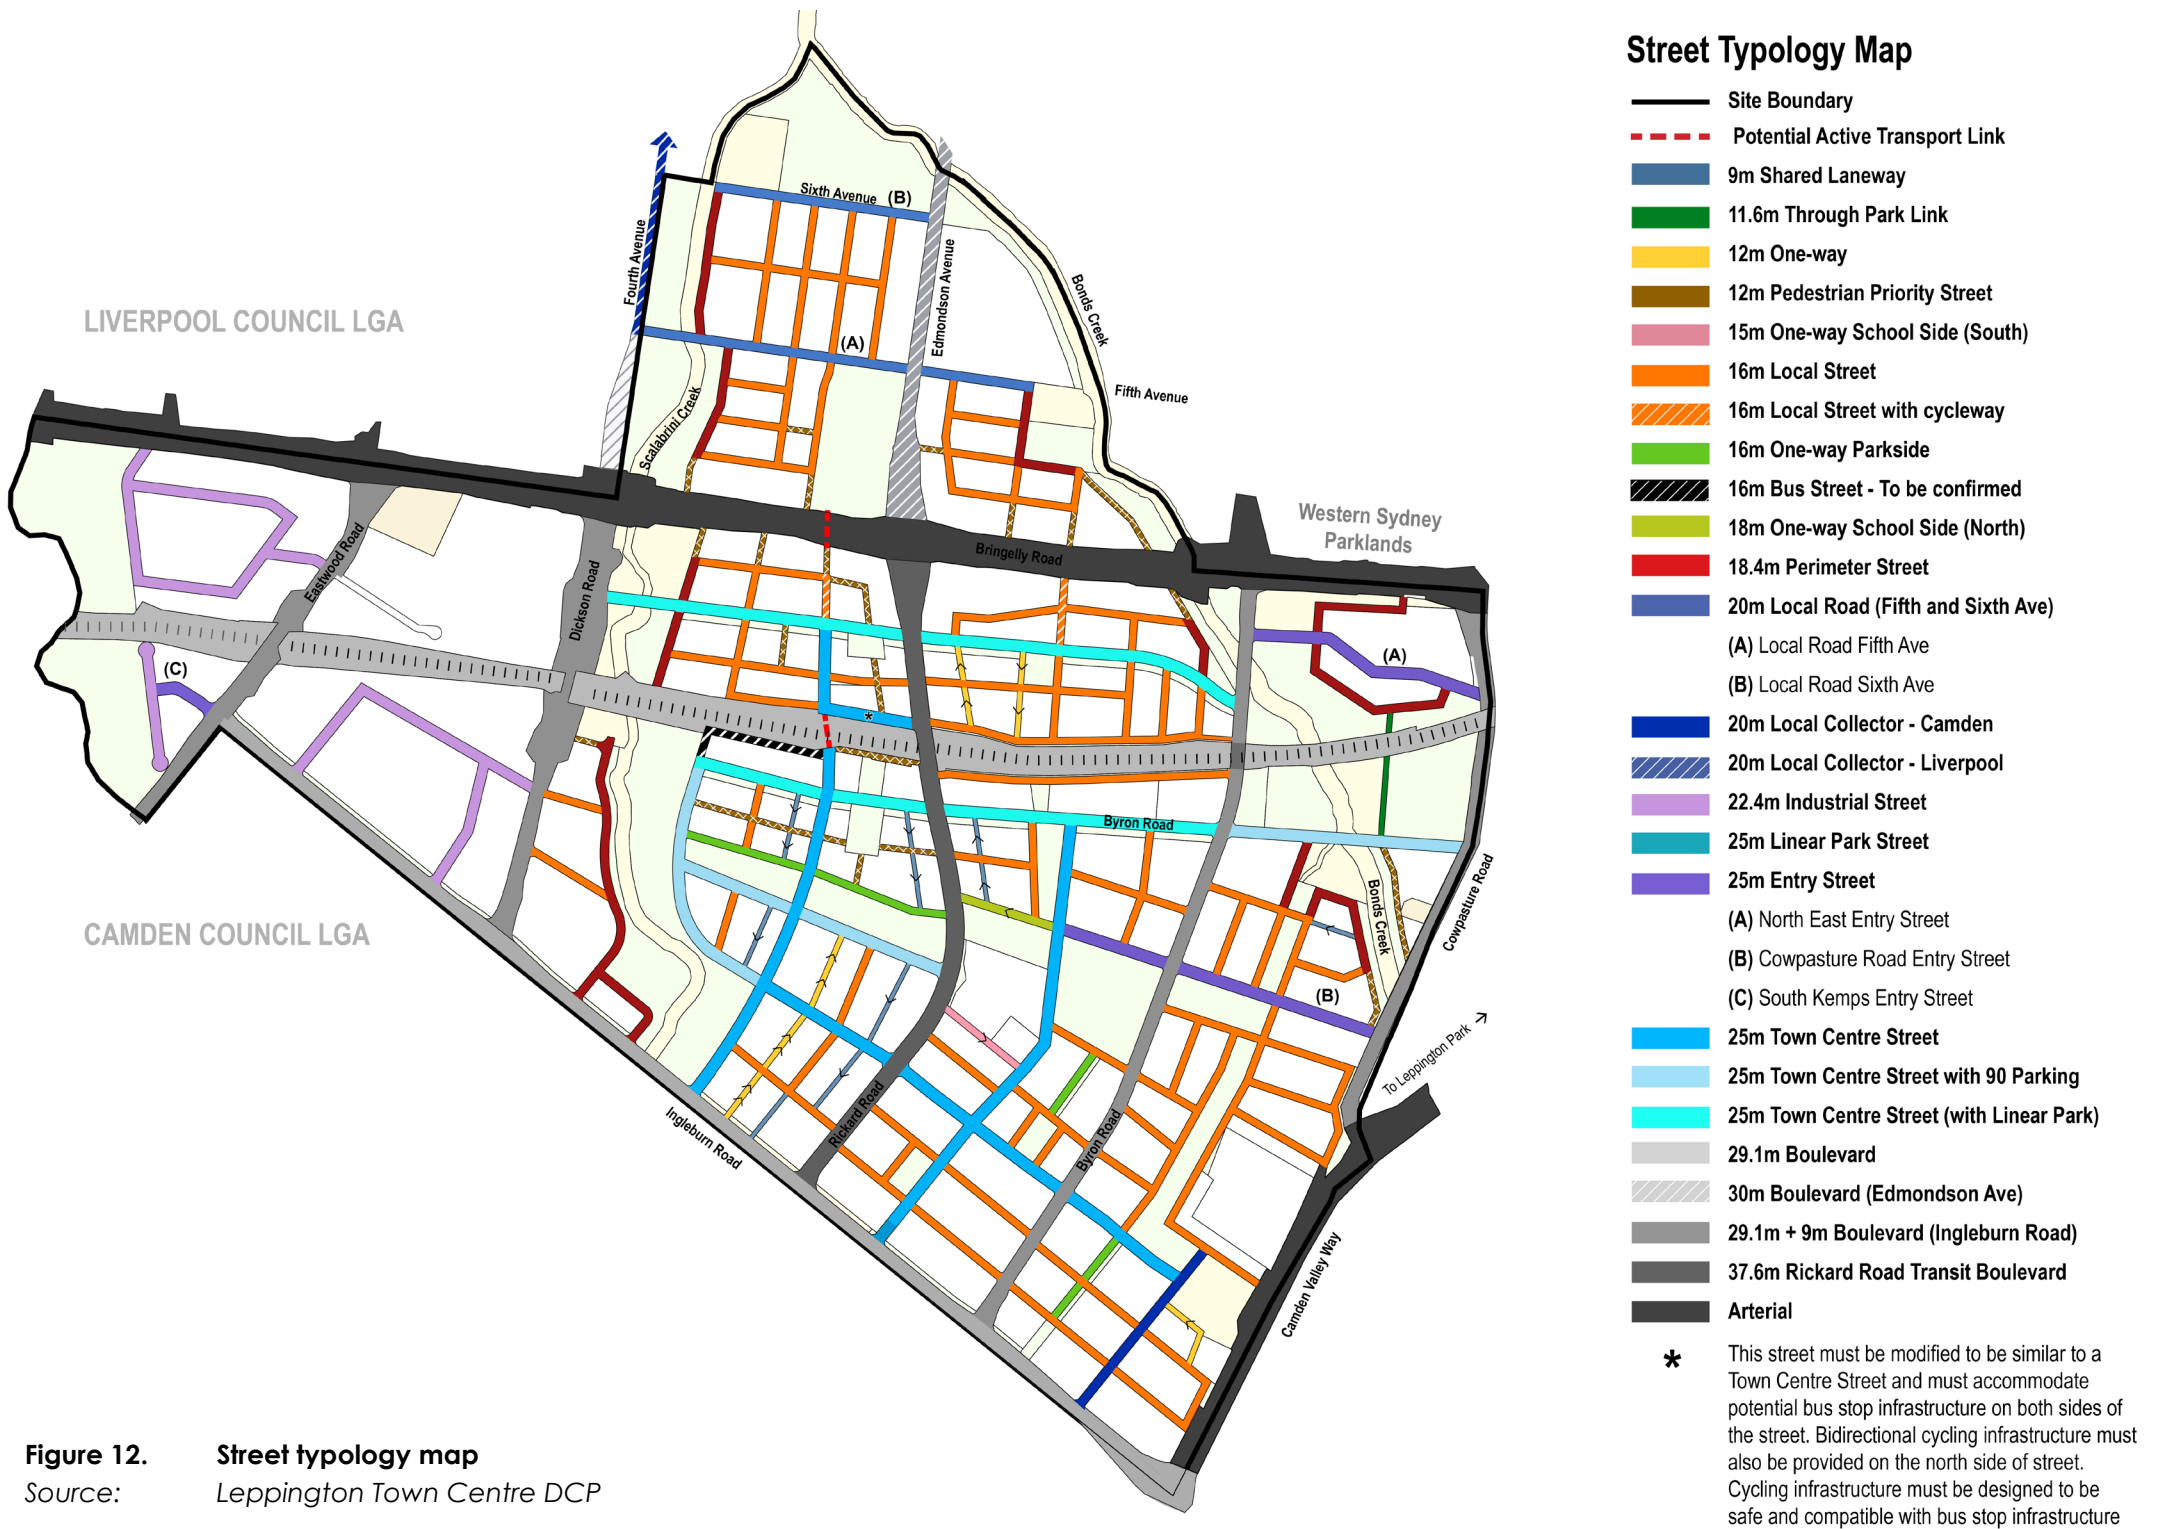 Street Typology Map
Site Boundary
Potential Active Transport Link
9m Shared Laneway
11.6m Through Park Link
12m One-way
12m Pedestrian Priority Street
15m One-way School Side (South)
16m Local Street
16m Local Street with cycleway
16m One-way Parkside
16m Bus Street - To be confirmed
18m One-way School Side (North)
18.4m Perimeter Street
20m Local Road (Fifth and Sixth Ave)
(A) Local Road Fifth Ave
(B) Local Road Sixth Ave
20m Local Collector - Camden
20m Local Collector - Liverpool
22.4m Industrial Street
25m Linear Park Street
25m Entry Street
(A) North East Entry Street
(B) Cowpasture Road Entry Street
(C) South Kemps Entry Street
25m Town Centre Street
25m Town Centre Street with 90 Parking
25m Town Centre Street (with Linear Park)
29.1m Boulevard
30m Boulevard (Edmondson Ave)
29.1m + 9m Boulevard (Ingleburn Road)
37.6m Rickard Road Transit Boulevard
Arterial
* This street must be modified to be similar to a
Town Centre Street and must accommodate
potential bus stop infrastructure on both sides of
the street. Bidirectional cycling infrastructure must
also be provided on the north side of street.
Cycling infrastructure must be designed to be
safe and compatible with bus stop infrastructure
Sixth Avenue (B)
Fourth Avenue
Edmondson Avenue
Bonds Creek
LIVERPOOL COUNCIL LGA
(A)
Fifth Avenue
Scalabrini Creek
Western Sydney
Parklands
Bringelly Road
Eastwood Road
Dickson Road
(A)
(C)
*
Byron Road
CAMDEN COUNCIL LGA
Bonds Creek
Cowpasture Road
(B)
To Leppington Park
Ingleburn Road
Rickard Road
Byron Road
Camden Valley Way
Figure 12. Street typology map
Source: Leppington Town Centre DCP